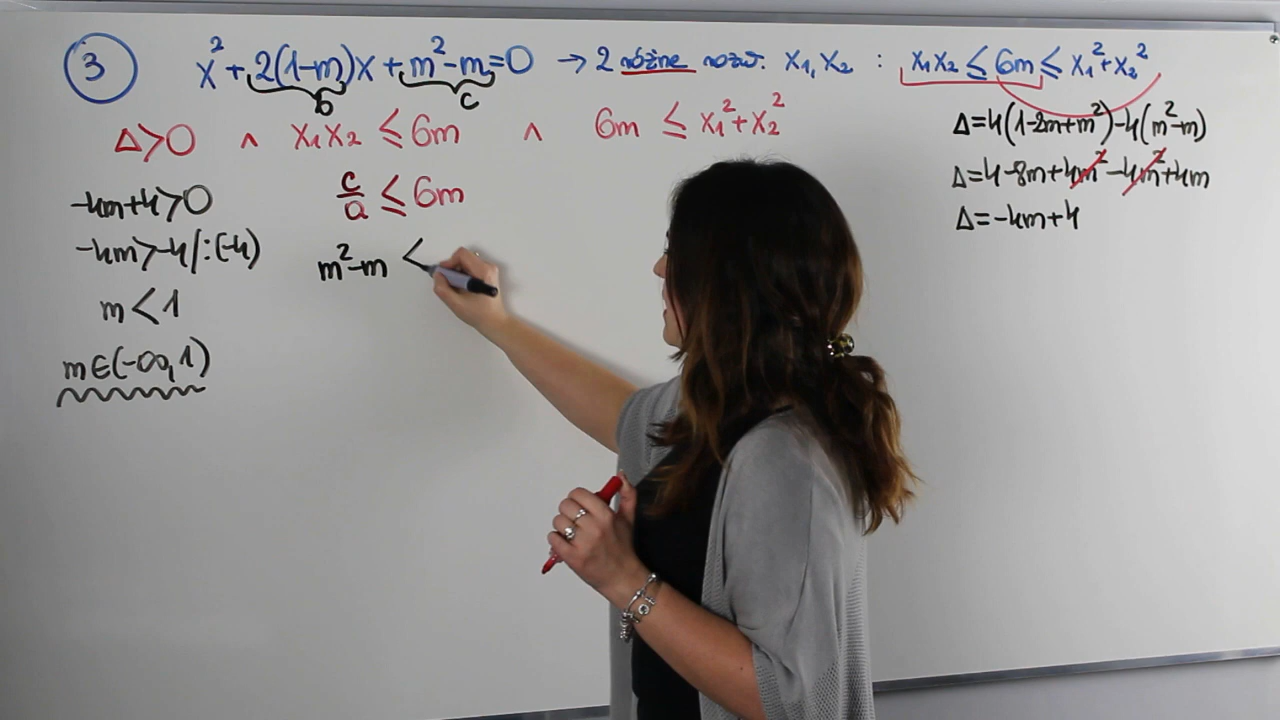 3 x²+2(1-m)x+m²-m=0 → 2 różne rozw. x₁,x₂ : x₁x₂ ≤ 6m ≤ x₁²+x₂²
b c
Δ>0 ∧ x₁x₂ ≤ 6m ∧ 6m ≤ x₁²+x₂²
-4m+4>0
-4m>-4/:(-4)
m<1
m∈(-∞,1)
c/a ≤ 6m
m²-m <
Δ=4(1-2m+m²)-4(m²-m)
Δ=4-8m+4m²-4m²+4m
Δ=-4m+4